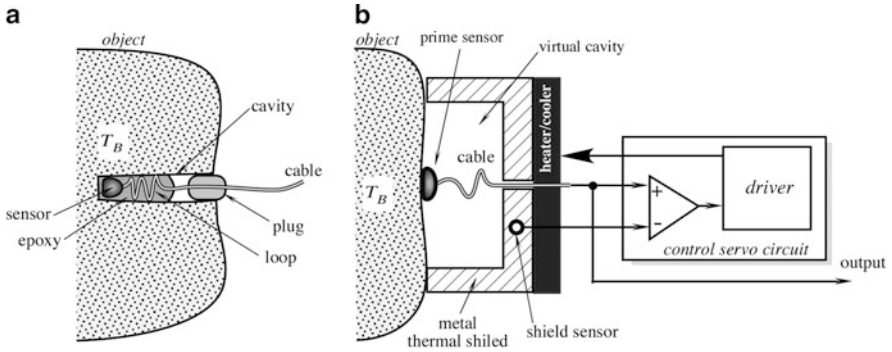 a
object
cavity
T_B
cable
sensor
epoxy
plug
loop
b
object
prime sensor
virtual cavity
heater/cooler
cable
T_B
+
-
driver
control servo circuit
output
metal
thermal shiled
shield sensor